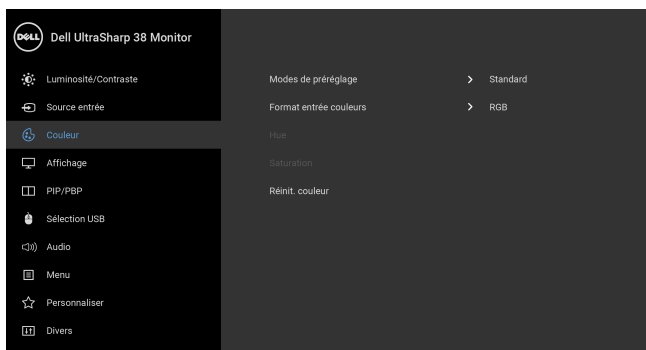 DELL Dell UltraSharp 38 Monitor
Luminosité/Contraste
Modes de préréglage Standard
Source entrée
Format entrée couleurs RGB
Couleur
Hue
Affichage
Saturation
PIP/PBP
Réinit. couleur
Sélection USB
Audio
Menu
Personnaliser
Divers